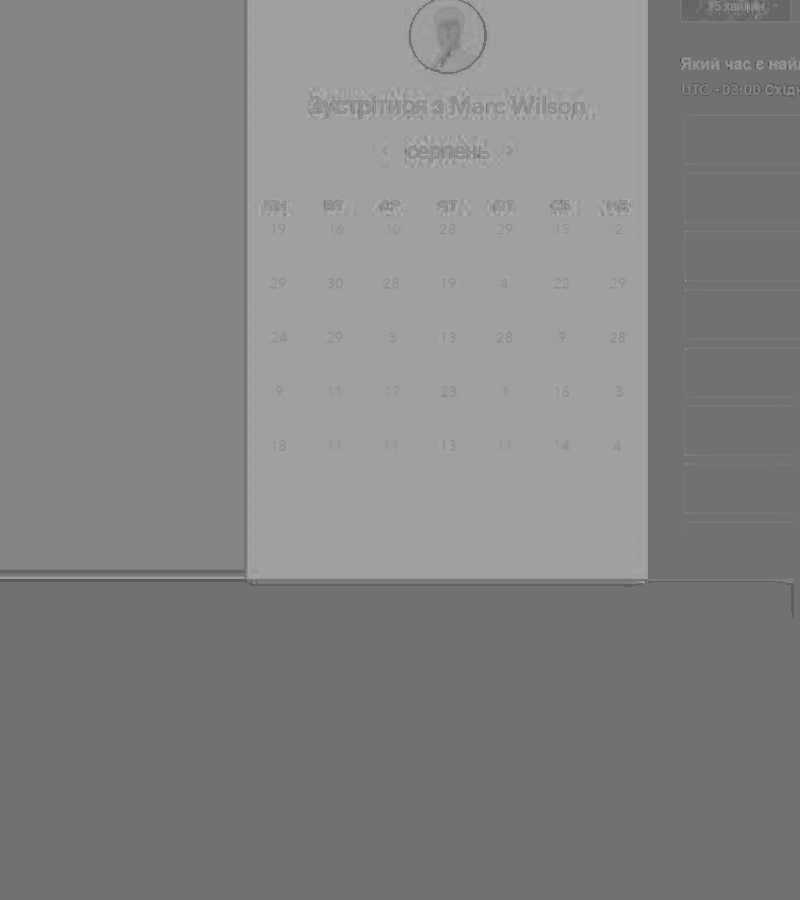 Зустрітися з Marc Wilson
‹ серпень ›
ПН ВТ СР ЧТ ПТ СБ НД
19 16 10 28 29 15 2
29 30 28 19 4 22 29
24 29 3 13 28 9 28
9 11 17 23 1 18 3
18 11 11 13 11 14 4
хвилин
Який час є най
UTC +03:00 Східн